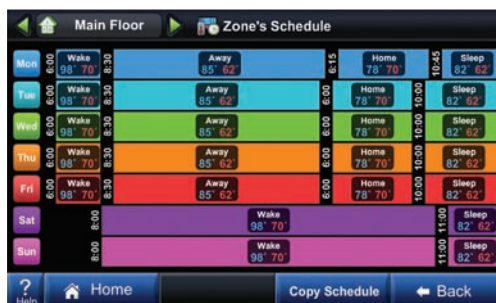 Main Floor Zone's Schedule
Mon 6:00 Wake 98° 70° 8:30 Away 85° 62° 6:15 Home 78° 70° 10:45 Sleep 82° 62°
Tue 6:00 Wake 98° 70° 8:30 Away 85° 62° 6:00 Home 78° 70° 10:00 Sleep 82° 62°
Wed 6:00 Wake 98° 70° 8:30 Away 85° 62° 6:00 Home 78° 70° 10:00 Sleep 82° 62°
Thu 6:00 Wake 98° 70° 8:30 Away 85° 62° 6:00 Home 78° 70° 10:00 Sleep 82° 62°
Fri 6:00 Wake 98° 70° 8:30 Away 85° 62° 6:00 Home 78° 70° 10:00 Sleep 82° 62°
Sat 8:00 Wake 98° 70° 11:00 Sleep 82° 62°
Sun 8:00 Wake 98° 70° 11:00 Sleep 82° 62°
? Help Home Copy Schedule Back